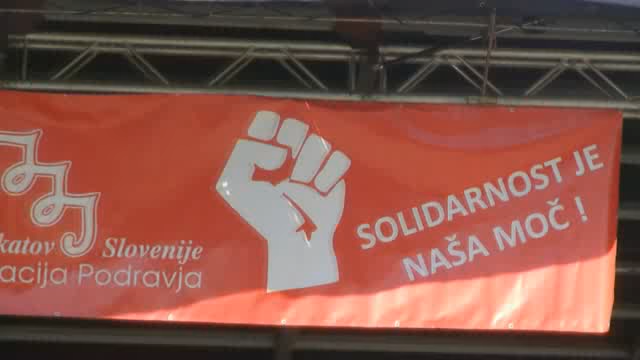 katov Slovenije
acija Podravja
SOLIDARNOST JE
NAŠA MOČ !